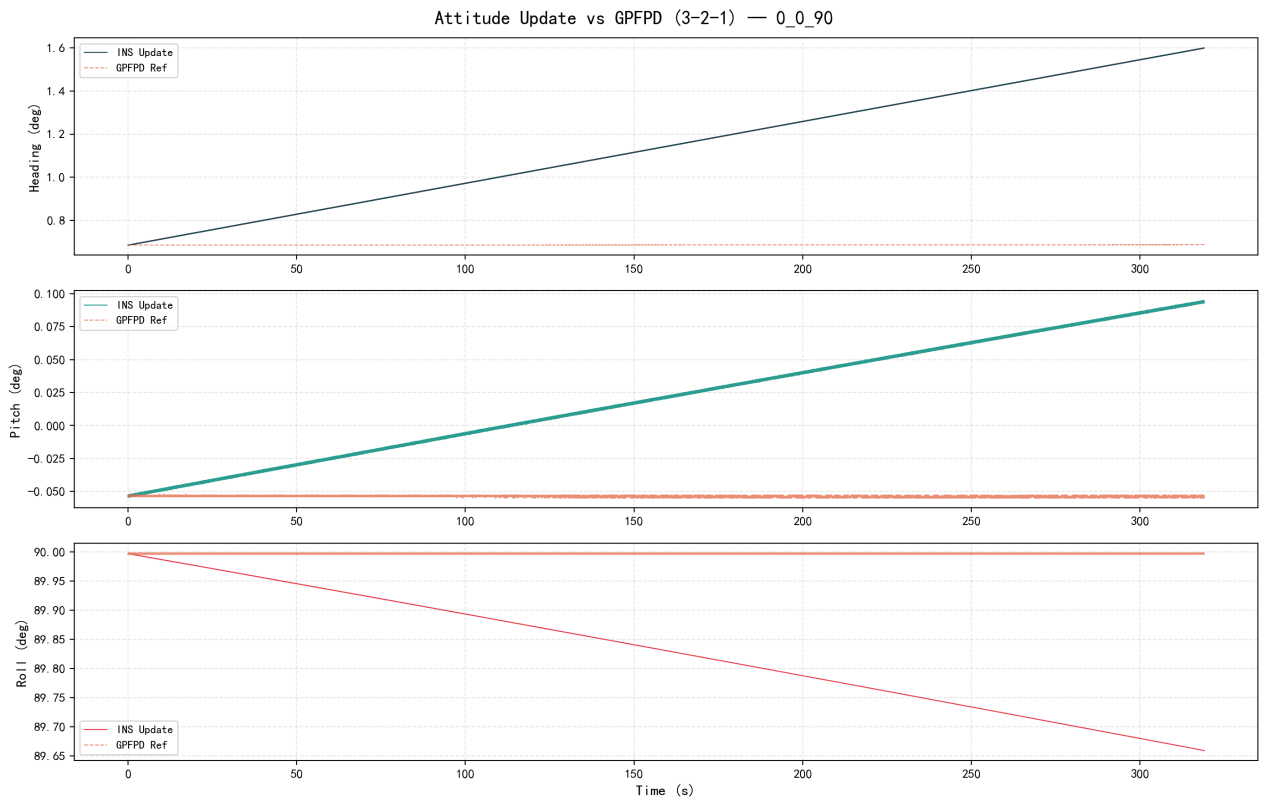 Attitude Update vs GPFPD (3-2-1) — 0_0_90
Heading (deg)
1.6
1.4
1.2
1.0
0.8
INS Update
GPFPD Ref
0 50 100 150 200 250 300
Pitch (deg)
0.100
0.075
0.050
0.025
0.000
−0.025
−0.050
INS Update
GPFPD Ref
0 50 100 150 200 250 300
Roll (deg)
90.00
89.95
89.90
89.85
89.80
89.75
89.70
89.65
INS Update
GPFPD Ref
0 50 100 150 200 250 300
Time (s)